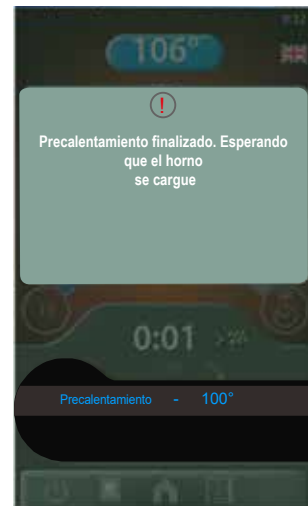 106°
Precalentamiento finalizado. Esperando
que el horno
se cargue
0:01
Precalentamiento - 100°